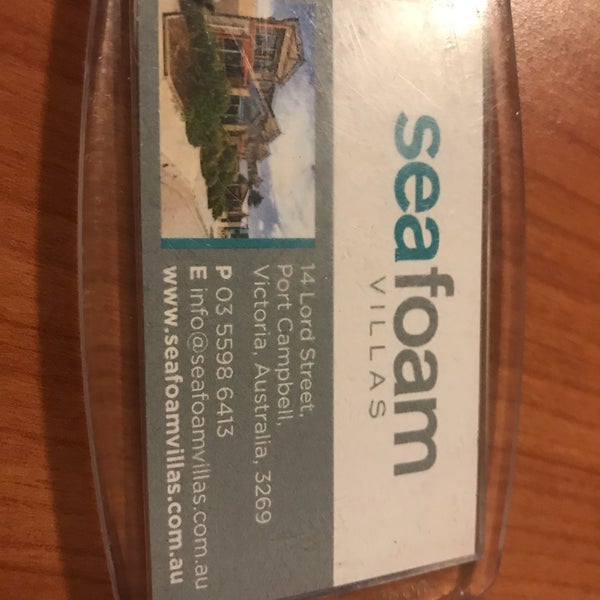 seafoam
VILLAS
14 Lord Street,
Port Campbell,
Victoria, Australia, 3269
P 03 5598 6413
E info@seafoamvillas.com.au
www.seafoamvillas.com.au